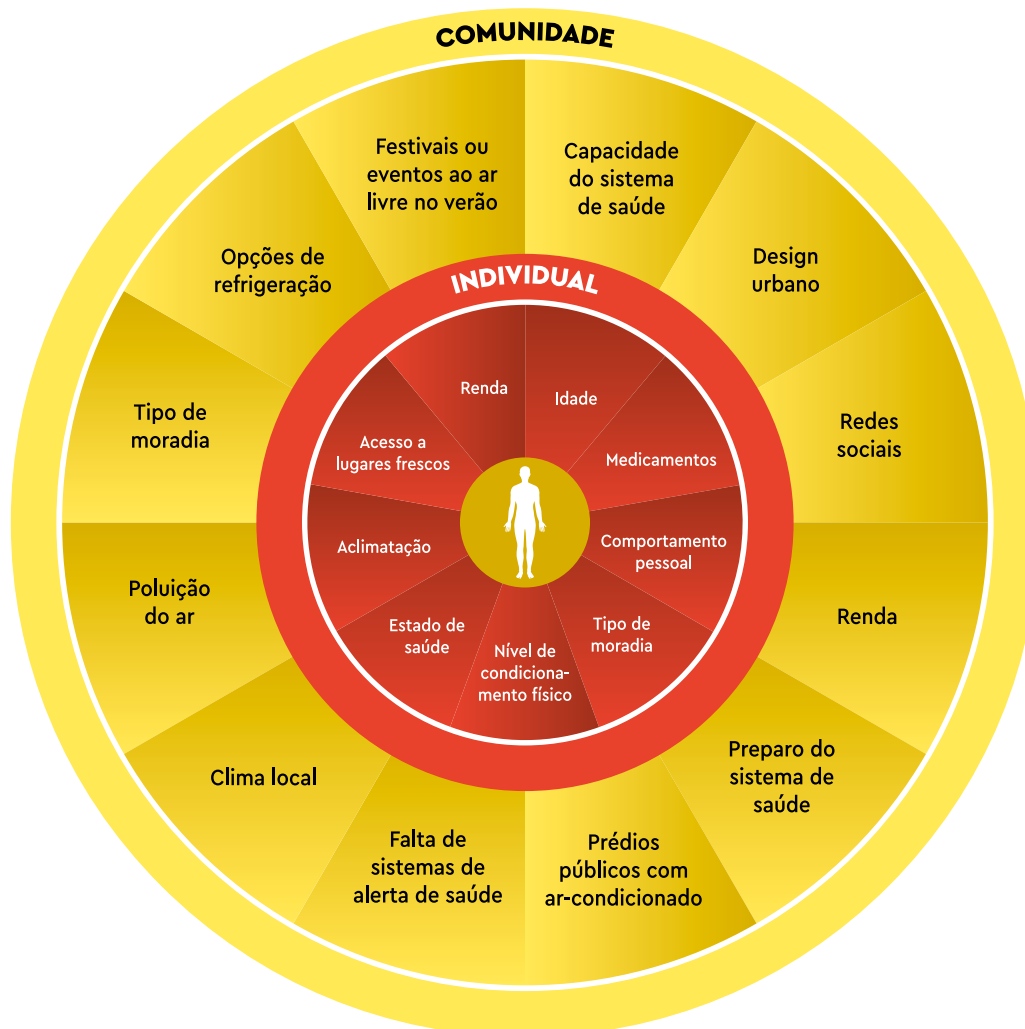 COMUNIDADE
Festivais ou
eventos ao ar
livre no verão
Capacidade
do sistema
de saúde
Design
urbano
Redes
sociais
Renda
Preparo do
sistema de
saúde
Prédios
públicos com
ar-condicionado
Falta de
sistemas de
alerta de saúde
Clima local
Poluição
do ar
Tipo de
moradia
Opções de
refrigeração
INDIVIDUAL
Renda
Idade
Medicamentos
Comportamento
pessoal
Tipo de
moradia
Nível de
condiciona-
mento físico
Estado de
saúde
Aclimatação
Acesso a
lugares frescos